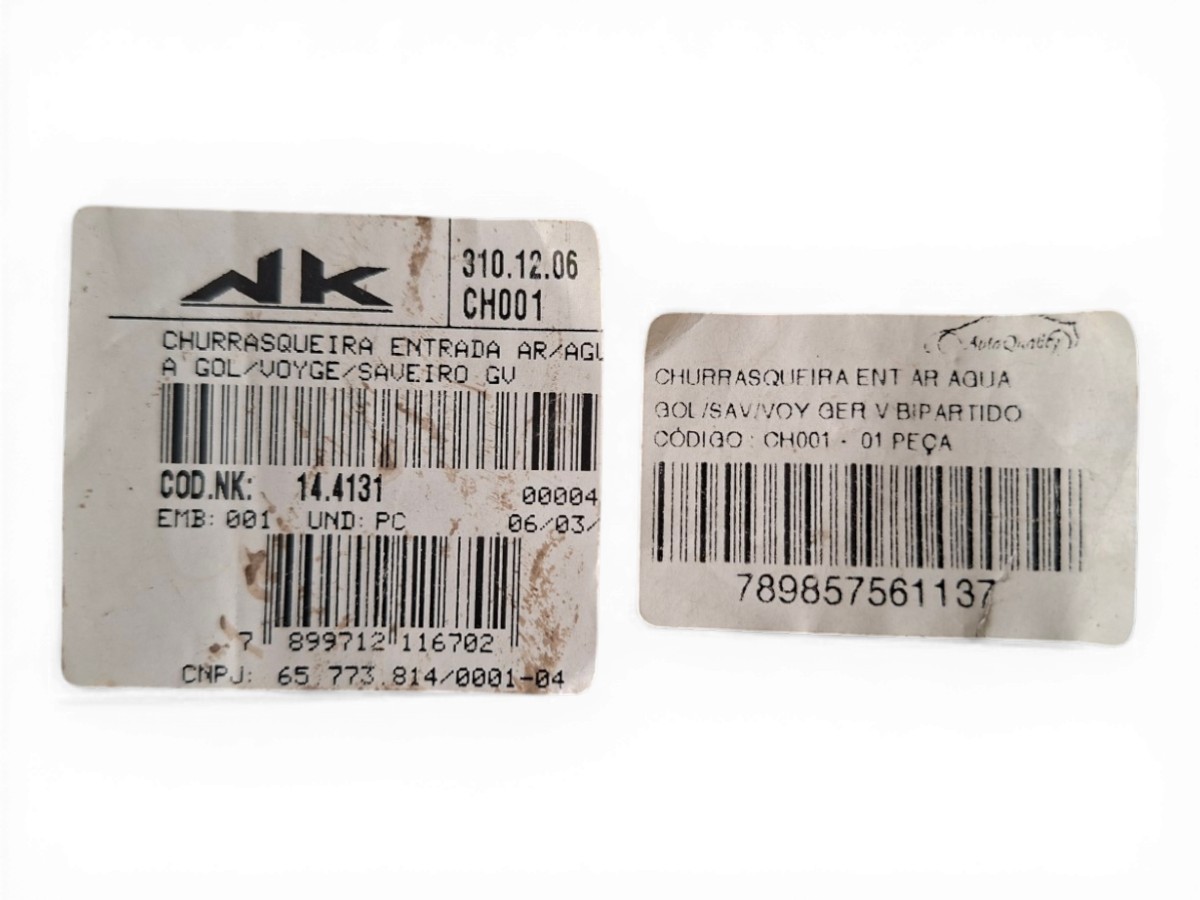 NK
310.12.06
CH001
CHURRASQUEIRA ENTRADA AR/AGU
A GOL/VOYGE/SAVEIRO GV
COD.NK: 14.4131 00004
EMB: 001 UND: PC 06/03/
7 899712 116702
CNPJ: 65.773.814/0001-04
AutoQuality
CHURRASQUEIRA ENT AR AGUA
GOL/SAV/VOY GER V BIPARTIDO
CÓDIGO : CH001 - 01 PEÇA
789857561137